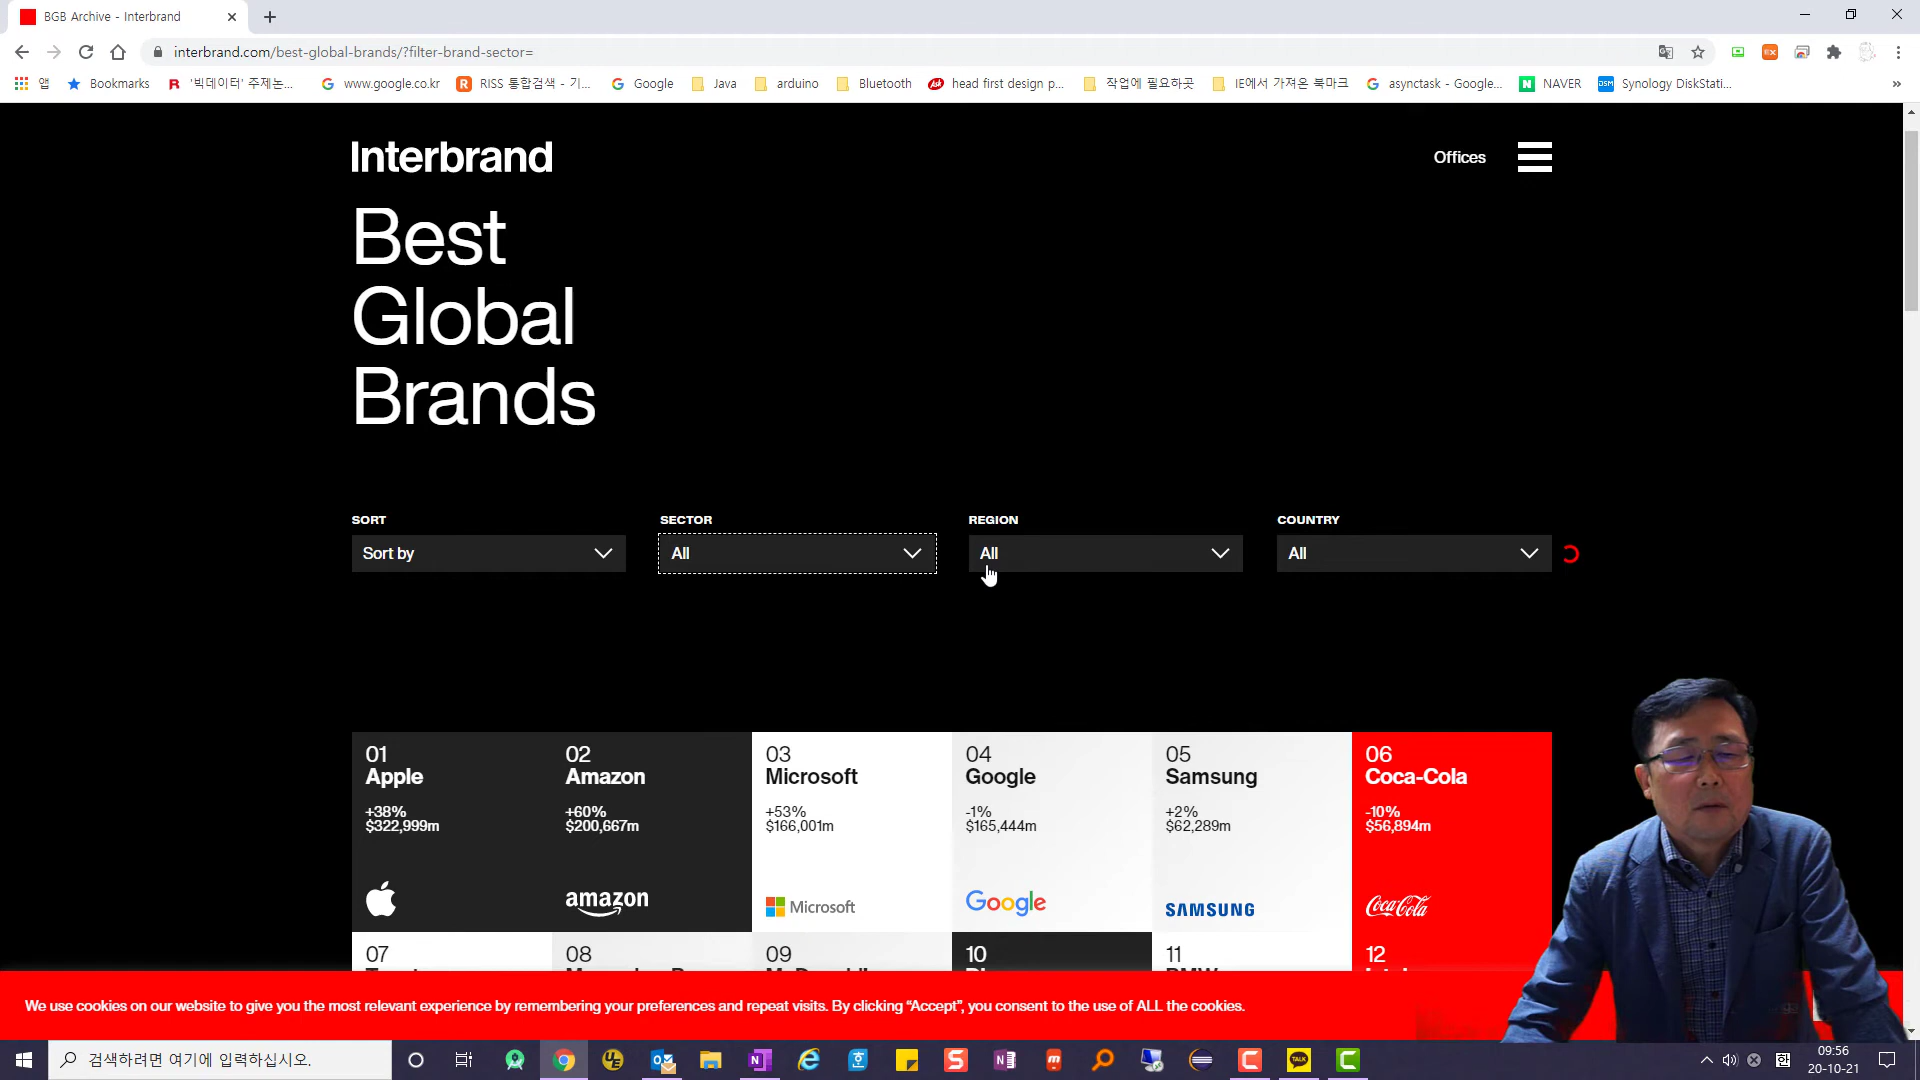 BGB Archive - Interbrand
interbrand.com/best-global-brands/?filter-brand-sector=
앱 Bookmarks '빅데이터' 주제논... www.google.co.kr RISS 통합검색 - 기... Google Java arduino Bluetooth head first design p... 작업에 필요하곳 IE에서 가져온 북마크 asynctask - Google... NAVER Synology DiskStati... »
Interbrand
Offices
Best
Global
Brands
SORT SECTOR REGION COUNTRY
Sort by All All All
01 02 03 04 05 06
Apple Amazon Microsoft Google Samsung Coca-Cola
+38% +60% +53% -1% +2% -10%
$322,999m $200,667m $166,001m $165,444m $62,289m $56,894m
amazon Microsoft Google SAMSUNG Coca-Cola
07 08 09 10 11 12
We use cookies on our website to give you the most relevant experience by remembering your preferences and repeat visits. By clicking “Accept”, you consent to the use of ALL the cookies.
검색하려면 여기에 입력하십시오.
한
09:56
20-10-21